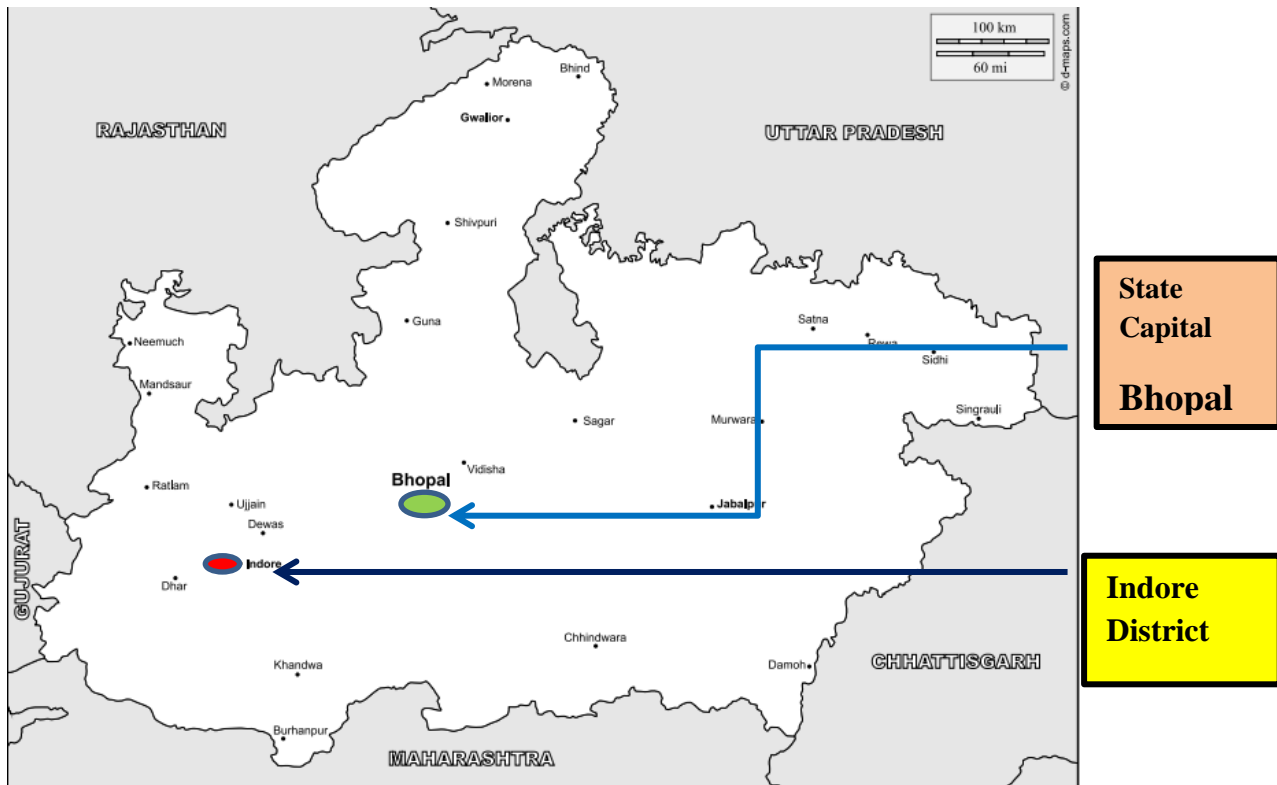 100 km
60 mi
© d-maps.com
Bhind
Morena
Gwalior
RAJASTHAN
UTTAR PRADESH
Shivpuri
Guna
Satna
Rewa
Sidhi
Neemuch
Mandsaur
Singrauli
Sagar
Murwara
Vidisha
Bhopal
Ratlam
Ujjain
Jabalpur
Dewas
Indore
Dhar
GUJURAT
Chhindwara
Khandwa
Damoh
CHHATTISGARH
Burhanpur
MAHARASHTRA
State
Capital
Bhopal
Indore
District